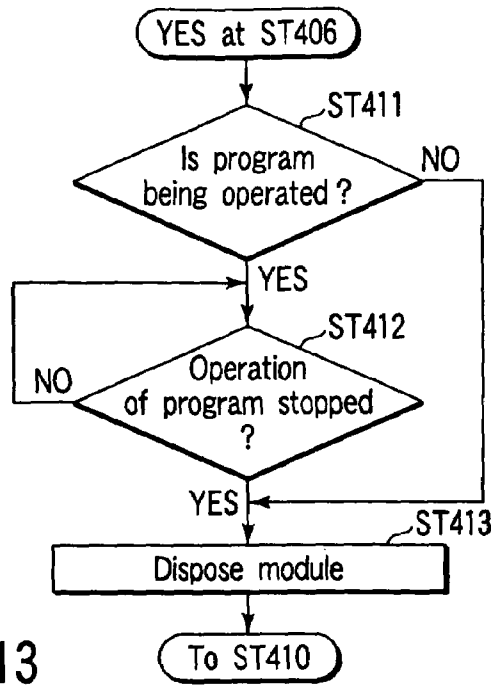 YES at ST406
ST411
Is program
being operated?
NO
YES
ST412
Operation
of program stopped
?
NO
YES
ST413
Dispose module
To ST410
13